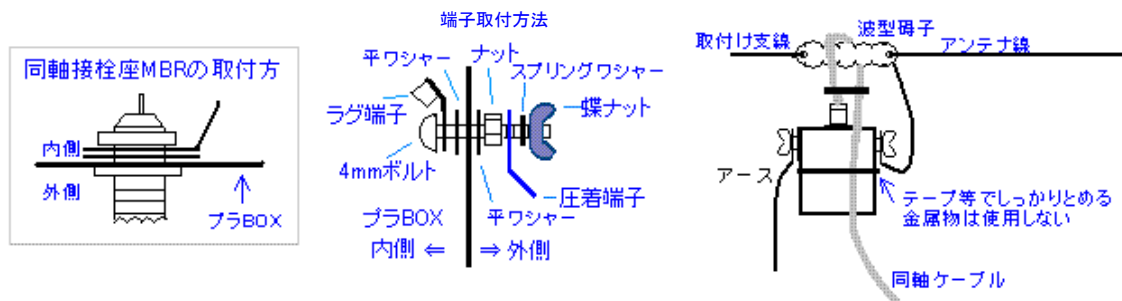 同軸接栓座MBRの取付方
内側
外側
プラBOX
端子取付方法
ナット
平ワシャー
スプリングワシャー
ラグ端子
蝶ナット
4mmボルト
圧着端子
平ワシャー
プラBOX
内側 ⇐ ⇒ 外側
波型碍子
取付け支線
アンテナ線
アース
テープ等でしっかりとめる
金属物は使用しない
同軸ケーブル